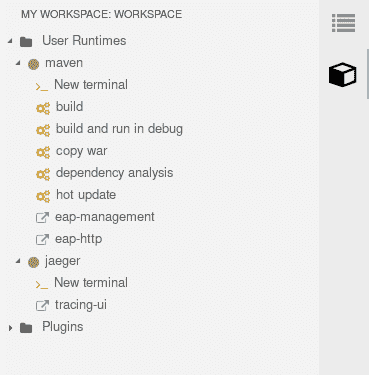 MY WORKSPACE: WORKSPACE
User Runtimes
maven
New terminal
build
build and run in debug
copy war
dependency analysis
hot update
eap-management
eap-http
jaeger
New terminal
tracing-ui
Plugins